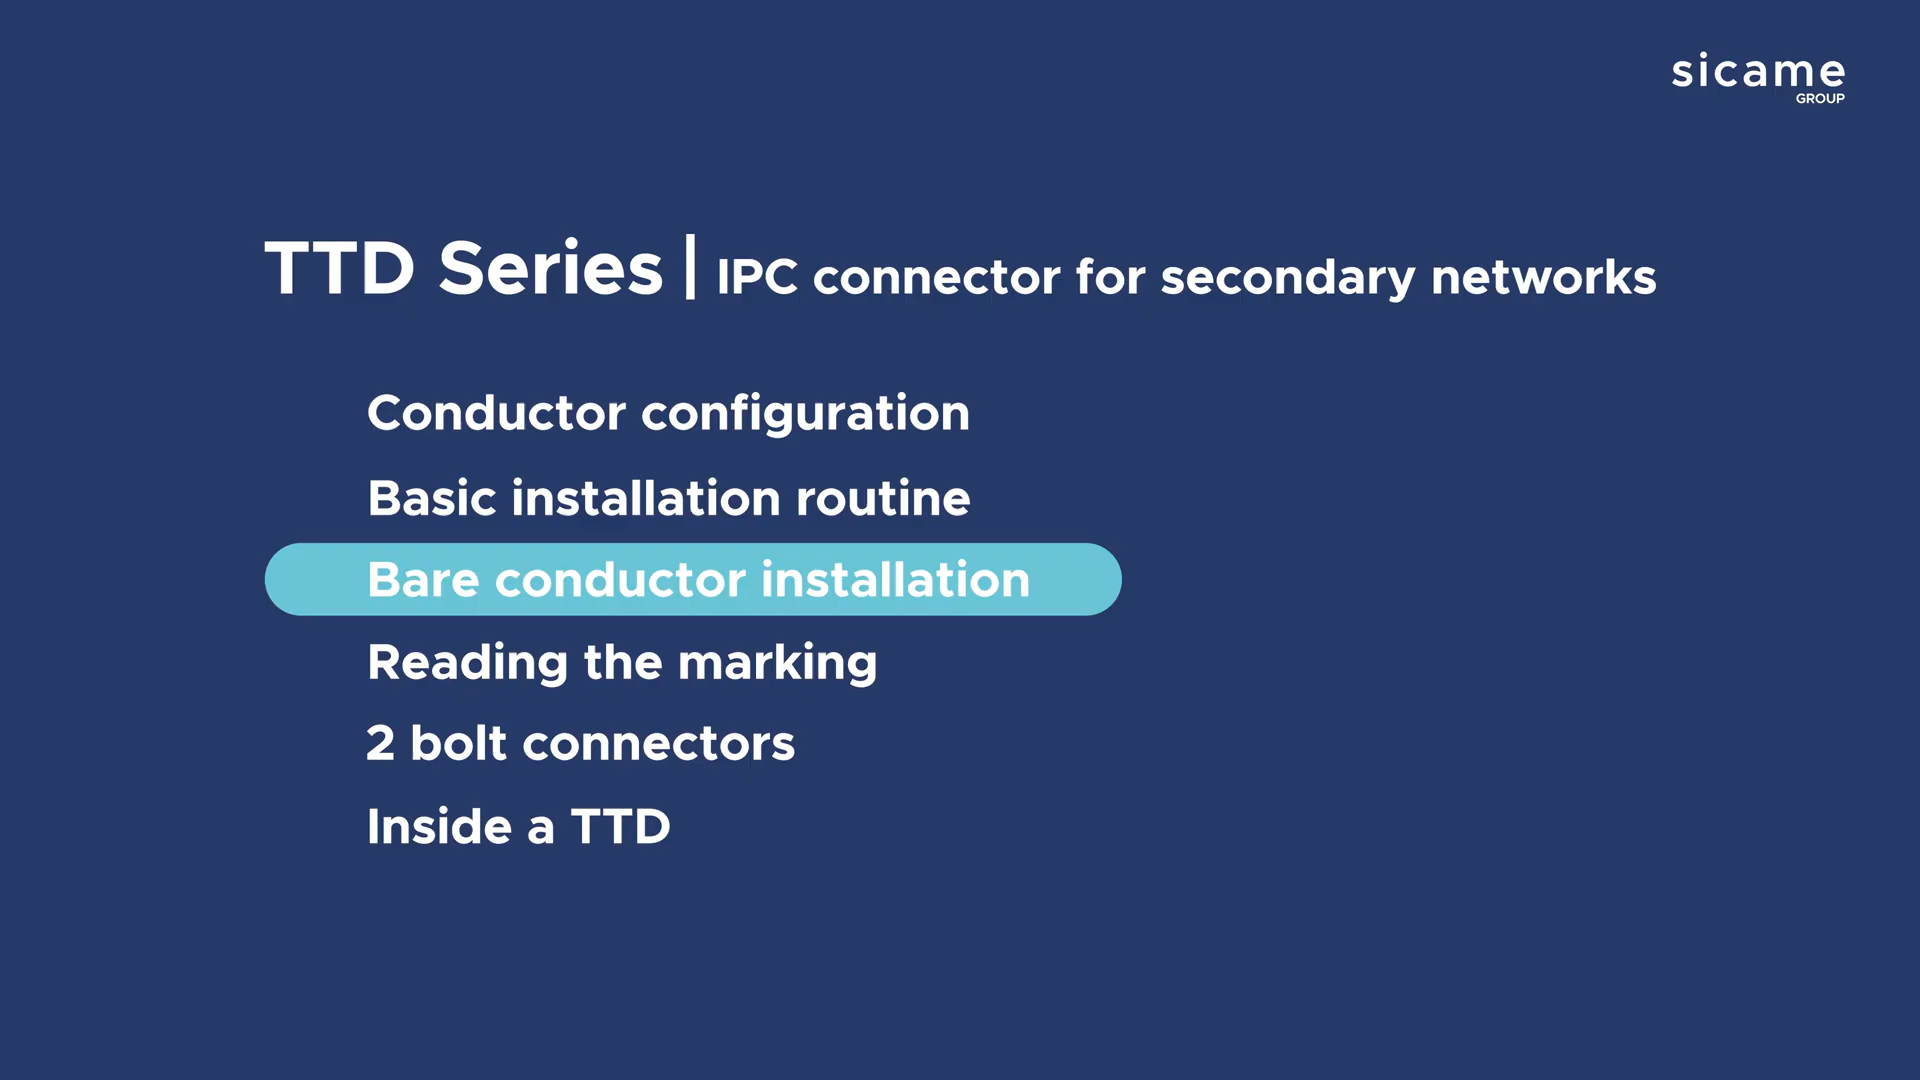 sicame
GROUP
TTD Series | IPC connector for secondary networks
Conductor configuration
Basic installation routine
Bare conductor installation
Reading the marking
2 bolt connectors
Inside a TTD